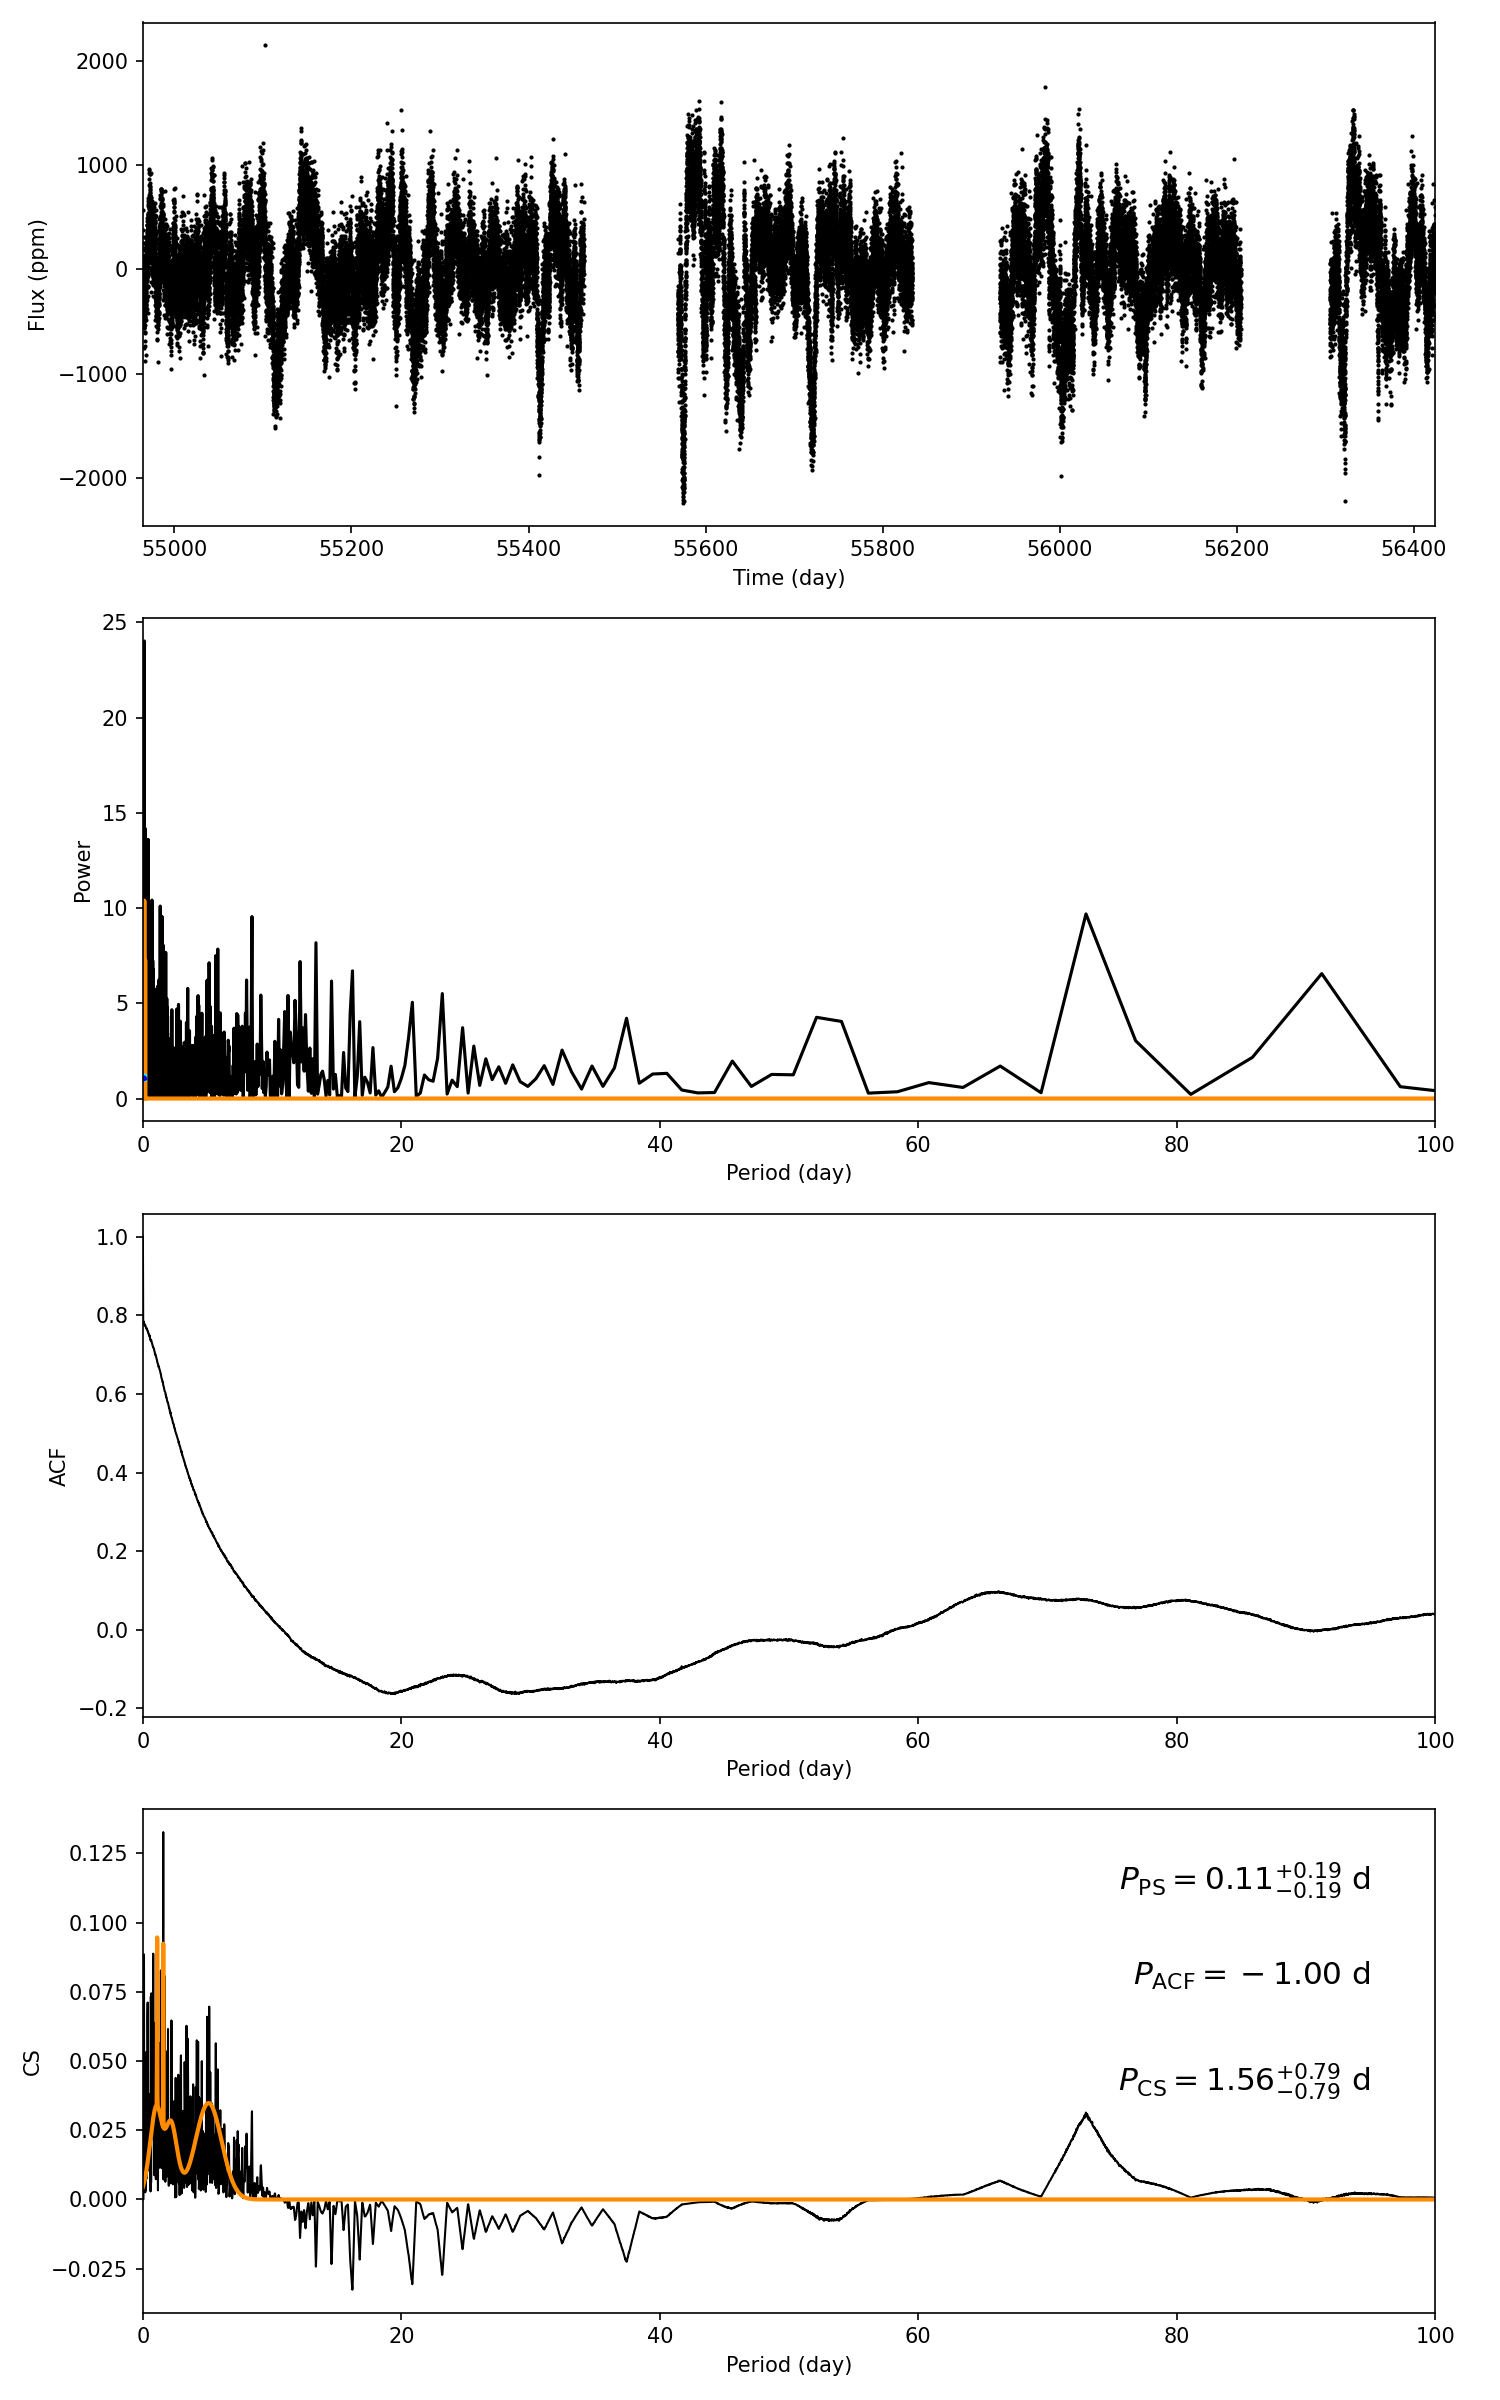 2000
1000
0
−1000
−2000
Flux (ppm)
55000 55200 55400 55600 55800 56000 56200 56400
Time (day)
25
20
15
10
5
0
Power
0 20 40 60 80 100
Period (day)
1.0
0.8
0.6
0.4
0.2
0.0
−0.2
ACF
0 20 40 60 80 100
Period (day)
0.125
0.100
0.075
0.050
0.025
0.000
−0.025
CS
P_PS = 0.11^{+0.19}_{−0.19} d
P_ACF = −1.00 d
P_CS = 1.56^{+0.79}_{−0.79} d
0 20 40 60 80 100
Period (day)